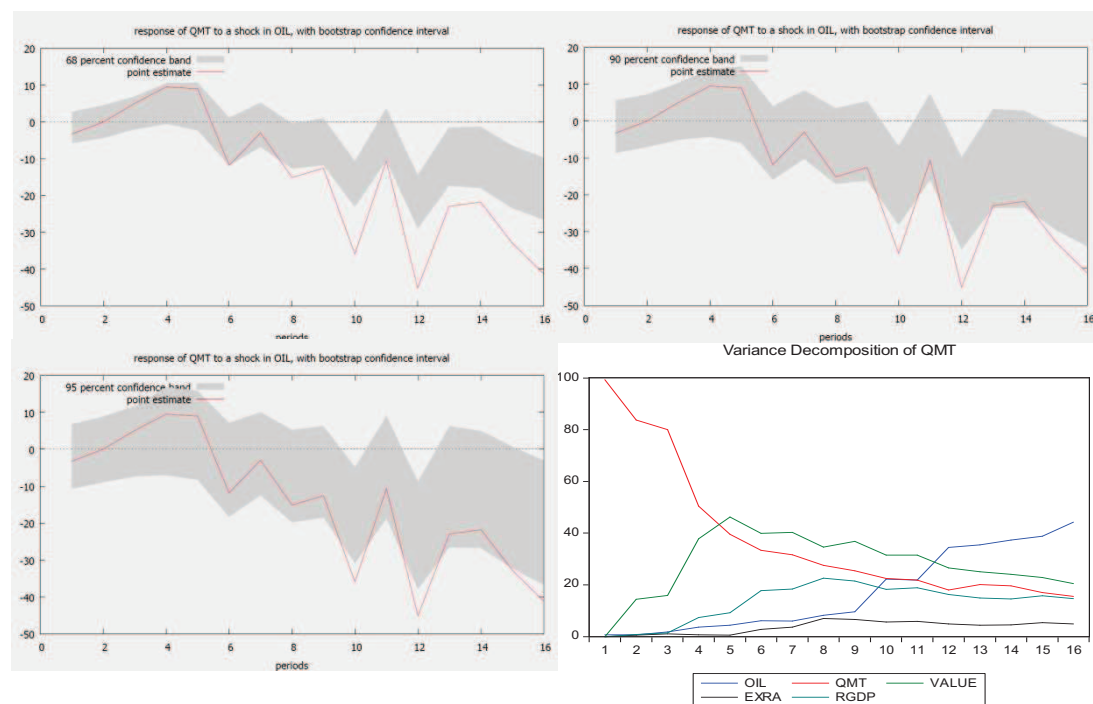 response of QMT to a shock in OIL, with bootstrap confidence interval
68 percent confidence band
point estimate
20
10
0
-10
-20
-30
-40
-50
0 2 4 6 8 10 12 14 16
periods
response of QMT to a shock in OIL, with bootstrap confidence interval
90 percent confidence band
point estimate
20
10
0
-10
-20
-30
-40
-50
0 2 4 6 8 10 12 14 16
periods
response of QMT to a shock in OIL, with bootstrap confidence interval
95 percent confidence band
point estimate
20
10
0
-10
-20
-30
-40
-50
0 2 4 6 8 10 12 14 16
periods
Variance Decomposition of QMT
100
80
60
40
20
0
1 2 3 4 5 6 7 8 9 10 11 12 13 14 15 16
OIL QMT VALUE
EXRA RGDP